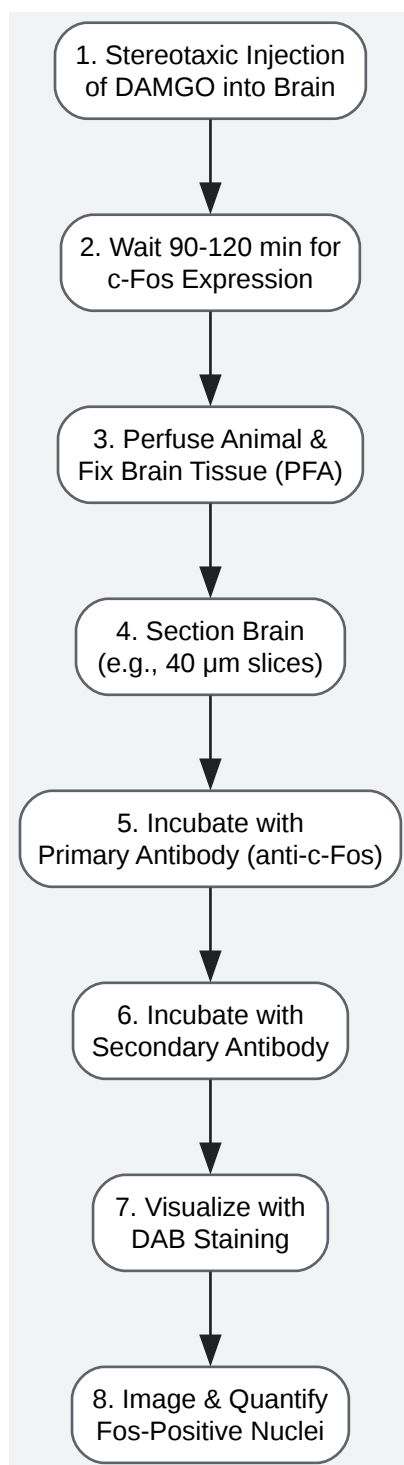 1. Stereotaxic Injection
of DAMGO into Brain
2. Wait 90-120 min for
c-Fos Expression
3. Perfuse Animal &
Fix Brain Tissue (PFA)
4. Section Brain
(e.g., 40 µm slices)
5. Incubate with
Primary Antibody (anti-c-Fos)
6. Incubate with
Secondary Antibody
7. Visualize with
DAB Staining
8. Image & Quantify
Fos-Positive Nuclei